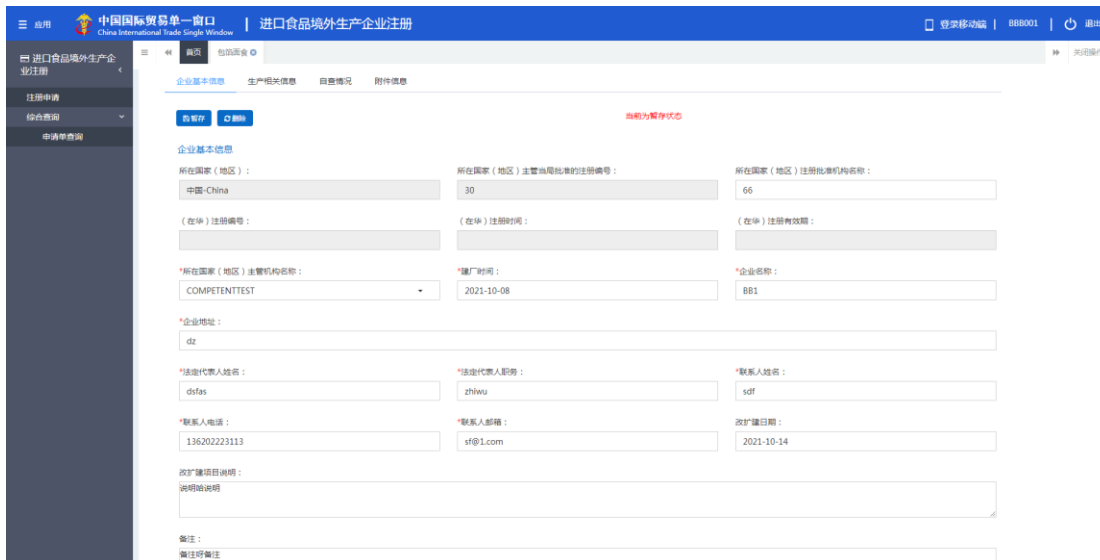 应用
中国国际贸易单一窗口
China International Trade Single Window
进口食品境外生产企业注册
登录移动端
BBB001
退出
进口食品境外生产企
业注册
首页
包馅面食
关闭操作
注册申请
综合查询
申请单查询
企业基本信息 生产相关信息 自查情况 附件信息
暂存 删除
当前为暂存状态
企业基本信息
所在国家(地区): 所在国家(地区)主管当局批准的注册编号: 所在国家(地区)注册批准机构名称:
中国-China 30 66
(在华)注册编号: (在华)注册时间: (在华)注册有效期:
*所在国家(地区)主管机构名称: *建厂时间: *企业名称:
COMPETENTTEST 2021-10-08 BB1
*企业地址:
dz
*法定代表人姓名: *法定代表人职务: *联系人姓名:
dsfas zhiwu sdf
*联系人电话: *联系人邮箱: 改扩建日期:
136202223113 sf@1.com 2021-10-14
改扩建项目说明:
说明哈说明
备注:
备注呀备注